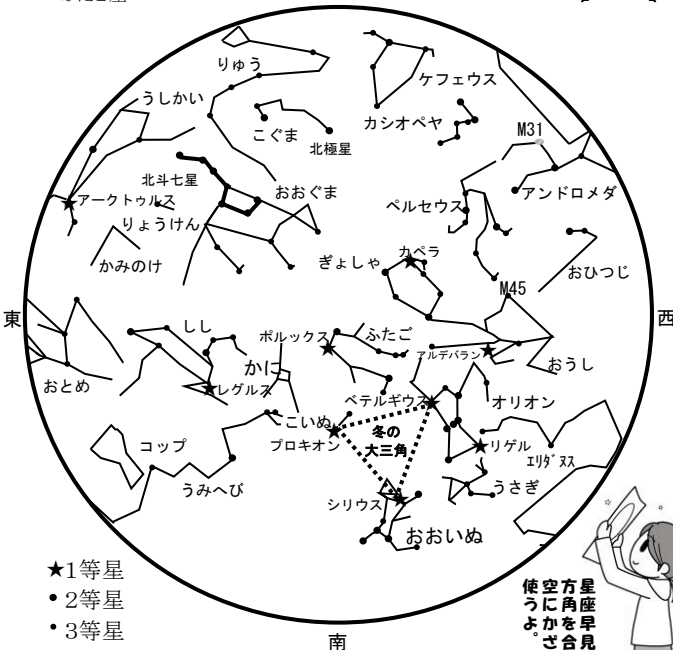 りゅう
ケフェウス
うしかい
カシオペヤ
こぐま
北極星
M31
北斗七星
おおぐま
アンドロメダ
アークトゥルス
ペルセウス
りょうけん
かみのけ
ぎょしゃ
カペラ
おひつじ
M45
東
西
しし
ポルックス
ふたご
アルデバラン
おうし
かに
おとめ
レグルス
ベテルギウス
オリオン
こいぬ
プロキオン
冬の
大三角
コップ
リゲル
エリダヌス
うみへび
うさぎ
シリウス
おおいぬ
★1等星
•2等星
•3等星
南
星座早見
方角を合
空にかざ
使うよ。